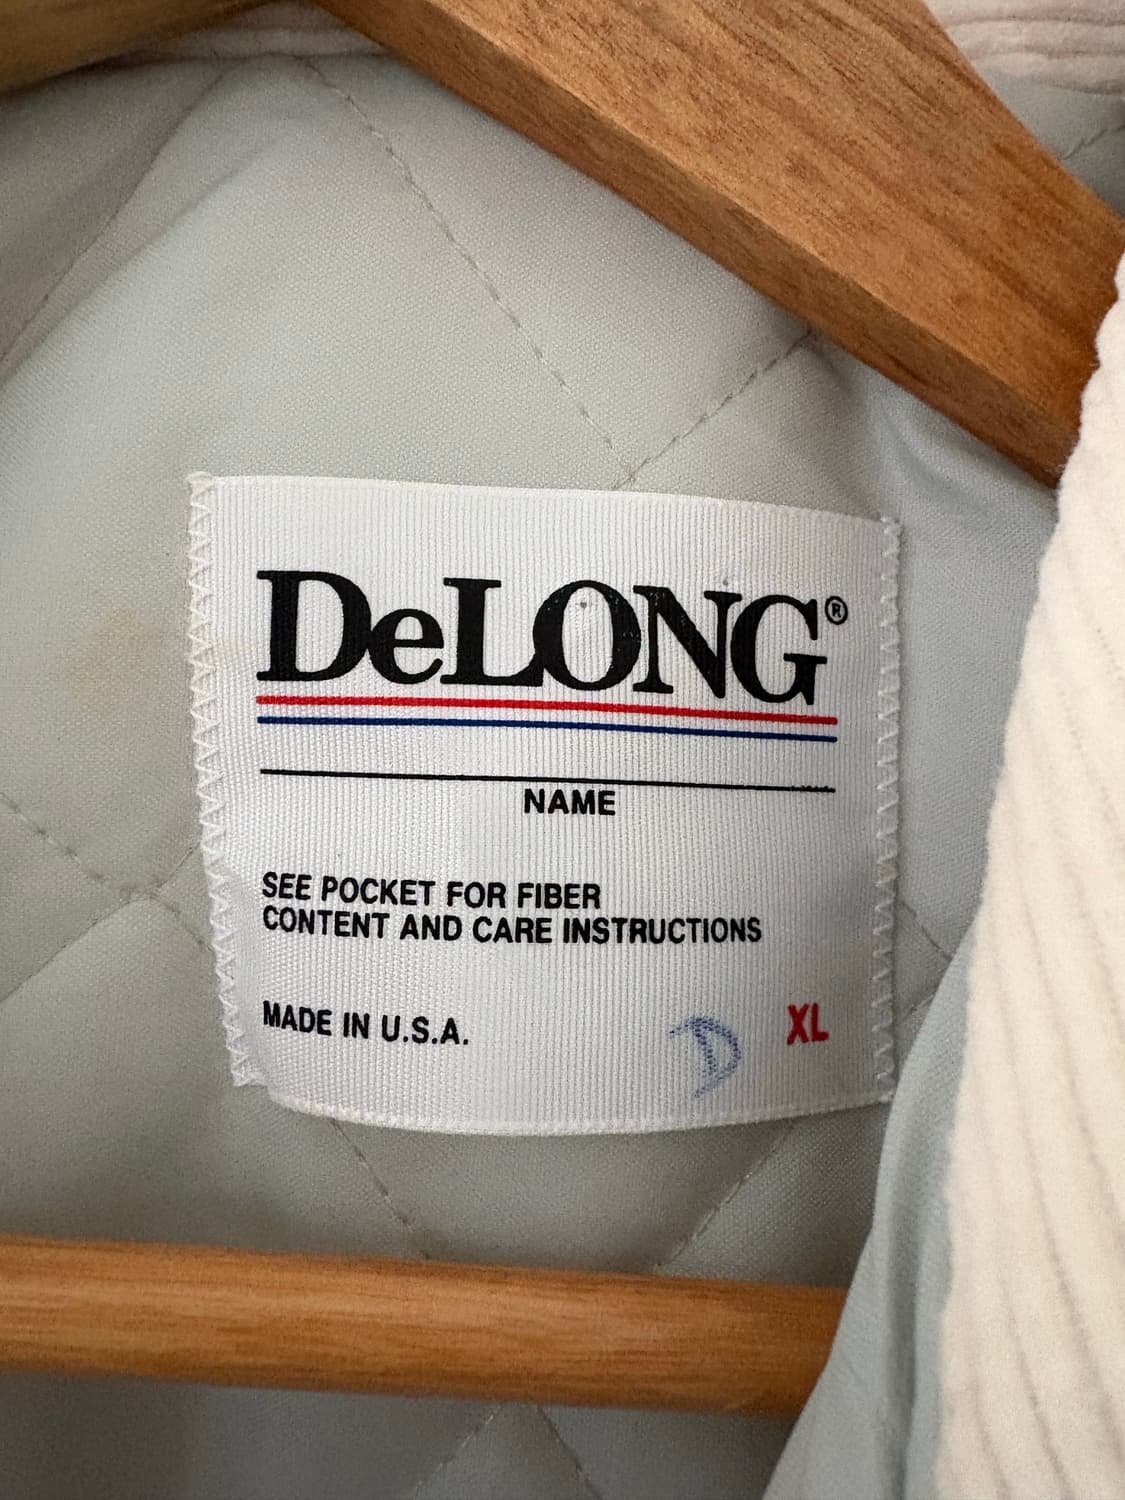 DeLONG®
NAME
SEE POCKET FOR FIBER
CONTENT AND CARE INSTRUCTIONS
MADE IN U.S.A. D XL